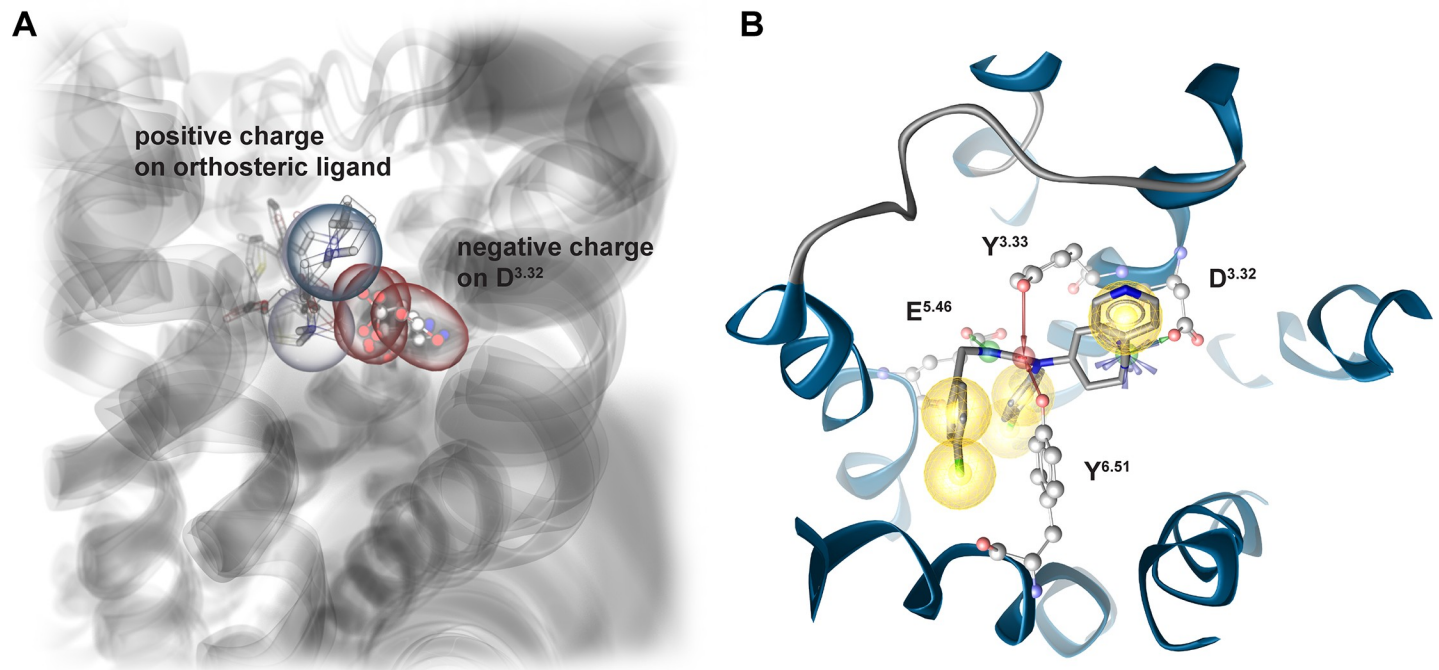 A
positive charge
on orthosteric ligand
negative charge
on D3.32
B
Y3.33
D3.32
E5.46
Y6.51